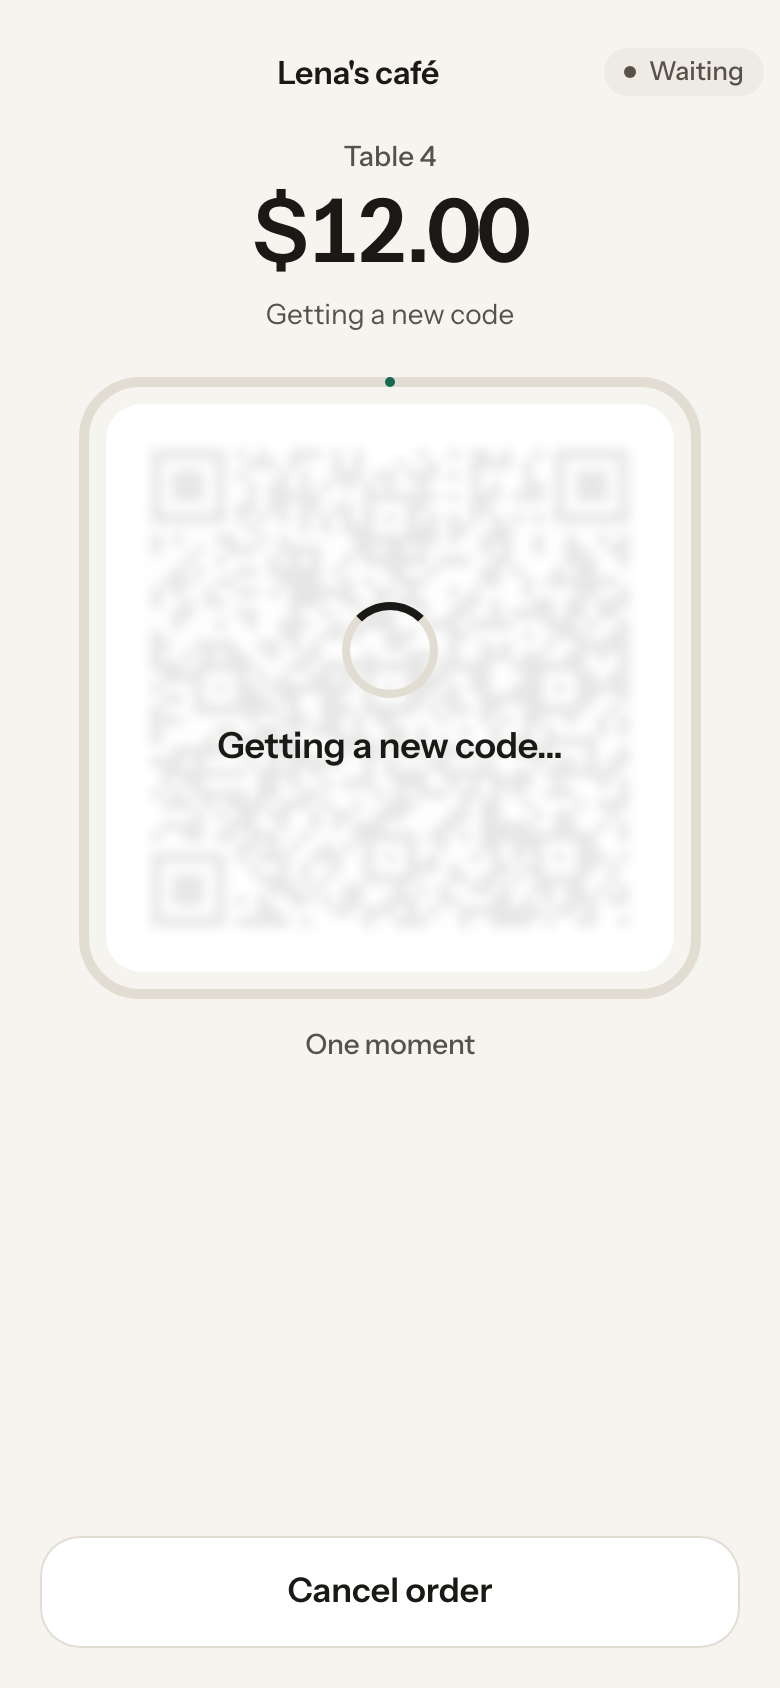 Lena's café
Waiting
Table 4
$12.00
Getting a new code
Getting a new code...
One moment
Cancel order